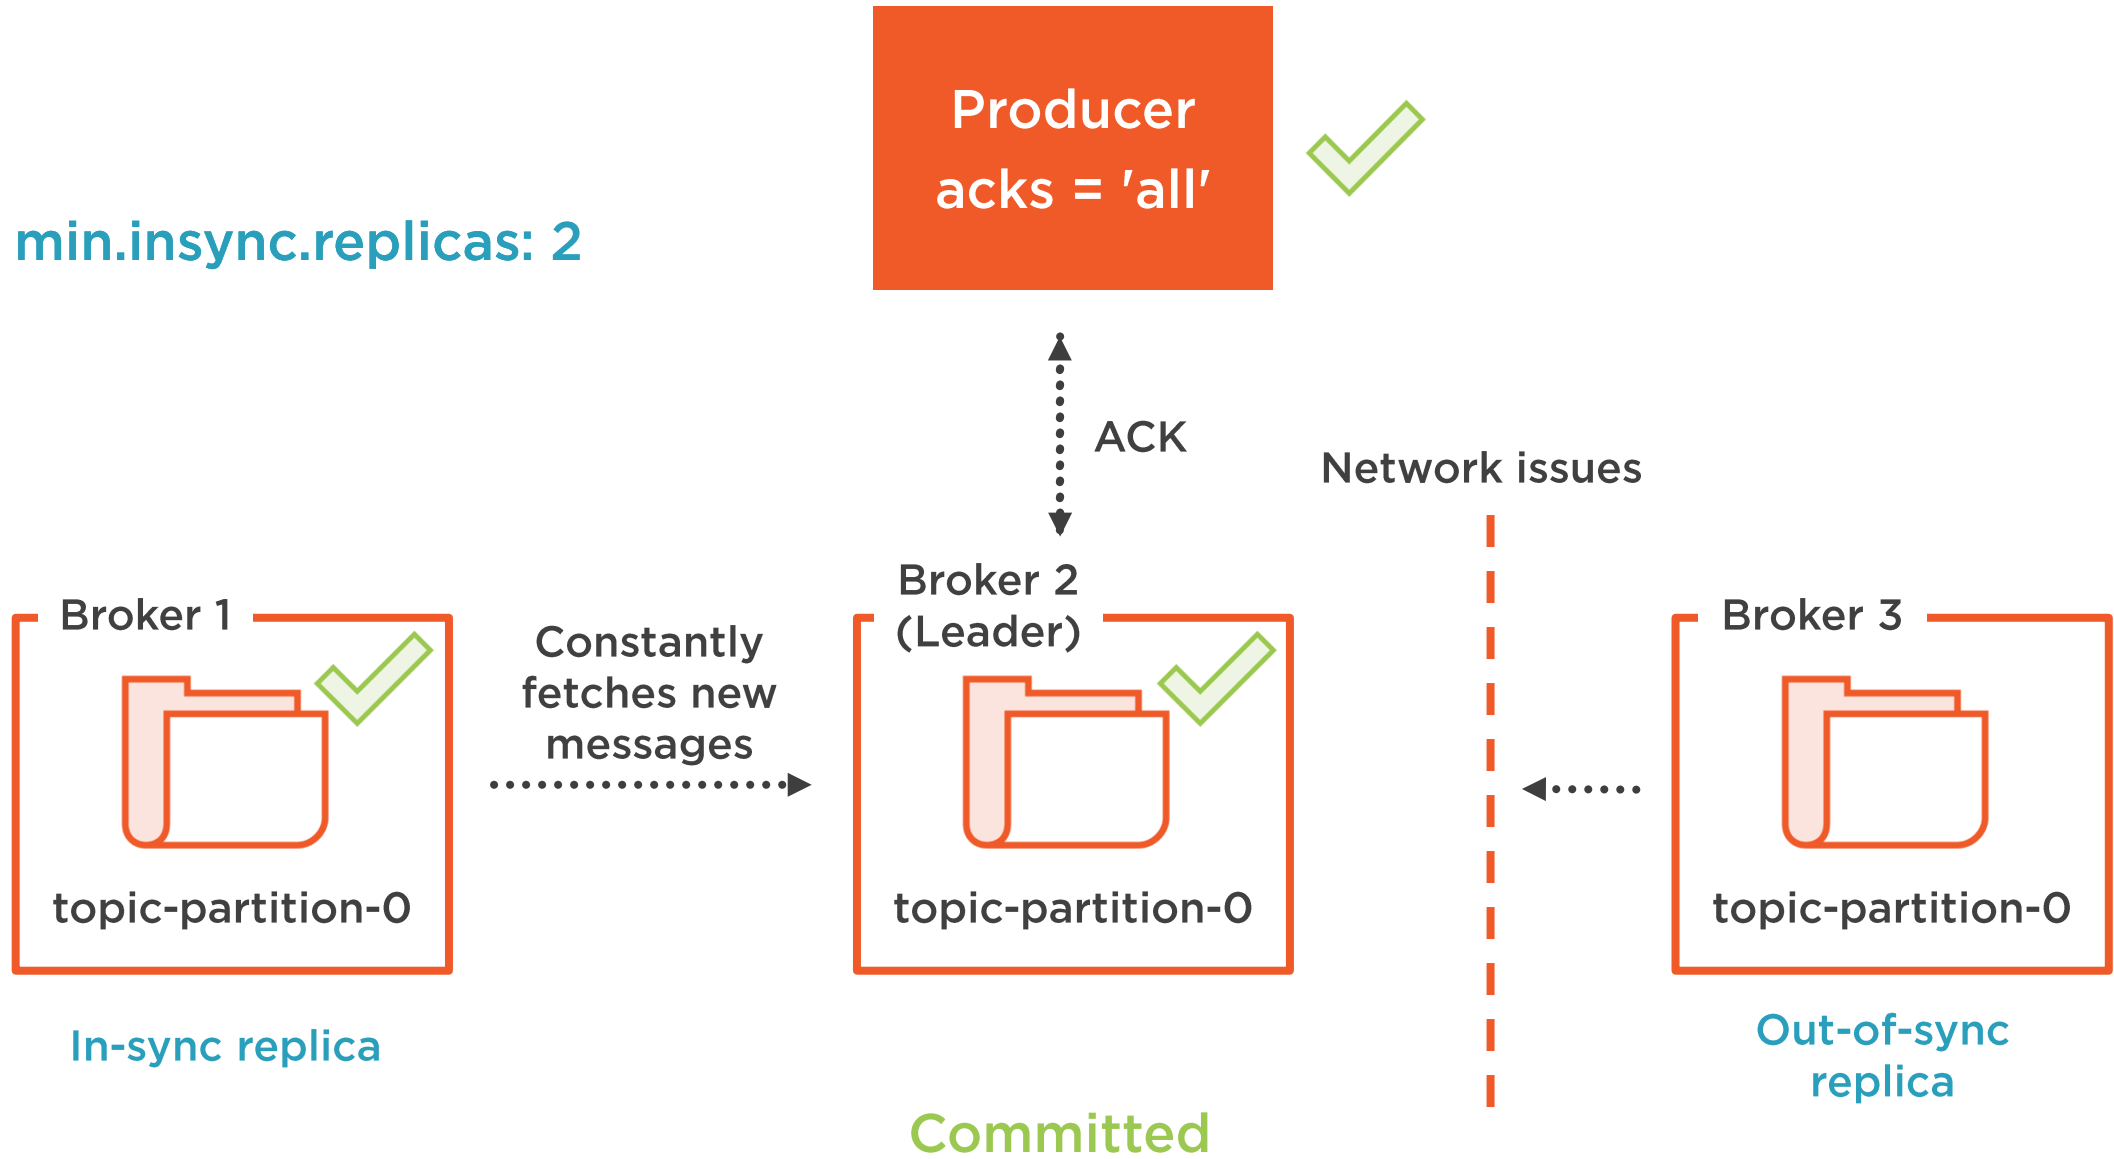 Producer
acks = 'all'
min.insync.replicas: 2
ACK
Network issues
Broker 1
Constantly
fetches new
messages
Broker 2
(Leader)
Broker 3
topic-partition-0
topic-partition-0
topic-partition-0
In-sync replica
Out-of-sync
replica
Committed